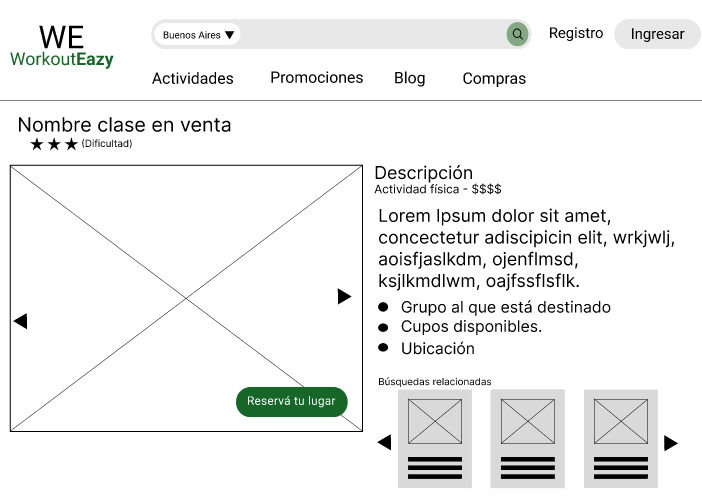 WE
WorkoutEazy
Buenos Aires
Registro
Ingresar
Actividades
Promociones
Blog
Compras
Nombre clase en venta
(Dificultad)
Descripción
Actividad física - $$$$
Lorem Ipsum dolor sit amet,
concectetur adiscipicin elit, wrkjwlj,
aoisfjaslkdm, ojenflmsd,
ksjlkmdlwm, oajfssflsflk.
Grupo al que está destinado
Cupos disponibles.
Ubicación
Reservá tu lugar
Búsquedas relacionadas